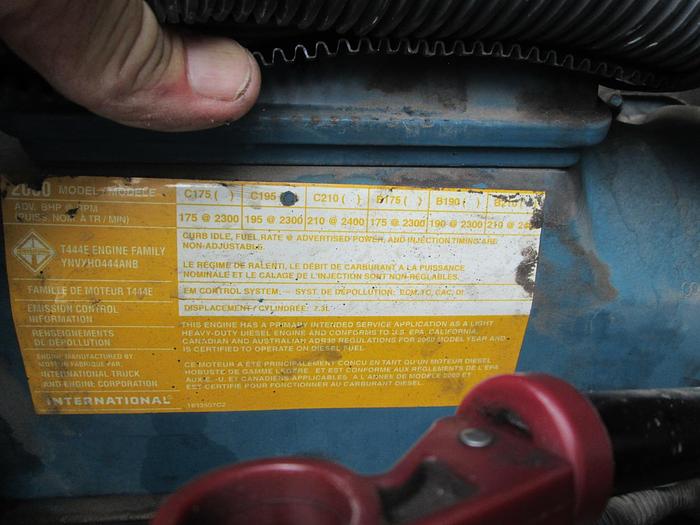 2000 MODEL / MODÈLE
ADV. BHP @ RPM
(PUISS. NOM. A TR / MIN)
C175 ( ) C195 C210 ( ) B175 ( ) B190 ( ) B210
175 @ 2300 195 @ 2300 210 @ 2400 175 @ 2300 190 @ 2300 210 @
T444E ENGINE FAMILY
FAMILLE DE MOTEUR T444E
EMISSION CONTROL
INFORMATION
RENSEIGNEMENTS
DE DÉPOLLUTION
ENGINE MANUFACTURED BY
MOTEUR FABRIQUÉ PAR:
INTERNATIONAL TRUCK
AND ENGINE CORPORATION
INTERNATIONAL
CURB IDLE, FUEL RATE @ ADVERTISED POWER, AND INJECTION TIMING ARE
NON-ADJUSTABLE.
LE RÉGIME DE RALENTI, LE DÉBIT DE CARBURANT A LA PUISSANCE
NOMINALE ET LE CALAGE DE L'INJECTION SONT NON-RÉGLABLES.
EM CONTROL SYSTEM. SYST. DE DÉPOLLUTION: ECM, TC, CAC, DI
DISPLACEMENT / CYLINDRÉE 7.3L
THIS ENGINE HAS A PRIMARY INTENDED SERVICE APPLICATION AS A LIGHT
HEAVY-DUTY DIESEL ENGINE AND CONFORMS TO U.S. EPA, CALIFORNIA,
CANADIAN AND AUSTRALIAN ADR30 REGULATIONS FOR 2000 MODEL YEAR AND
IS CERTIFIED TO OPERATE ON DIESEL FUEL.
CE MOTEUR A ÉTÉ PRINCIPALEMENT CONÇU EN TANT QU'UN MOTEUR DIESEL
ROBUSTE DE GAMME LÉGÈRE ET EST CONFORME AUX RÈGLEMENTS DE L'EPA
AUX É.-U. ET CANADIENS APPLICABLES A L'ADNÉE DE MODÈLE 2000 ET
EST CERTIFIÉ POUR FONCTIONNER AU CARBURANT DIESEL.